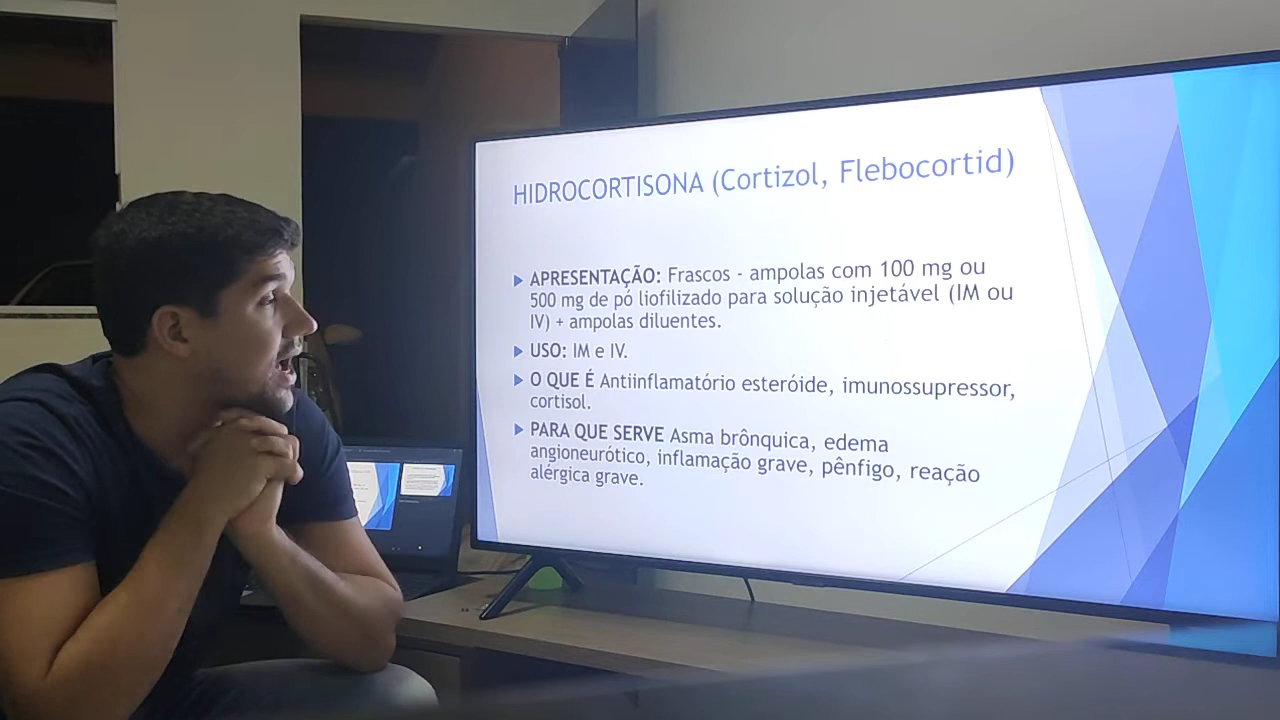 HIDROCORTISONA (Cortizol, Flebocortid)
APRESENTAÇÃO: Frascos - ampolas com 100 mg ou
500 mg de pó liofilizado para solução injetável (IM ou
IV) + ampolas diluentes.
USO: IM e IV.
O QUE É Antiinflamatório esteróide, imunossupressor,
cortisol.
PARA QUE SERVE Asma brônquica, edema
angioneurótico, inflamação grave, pênfigo, reação
alérgica grave.